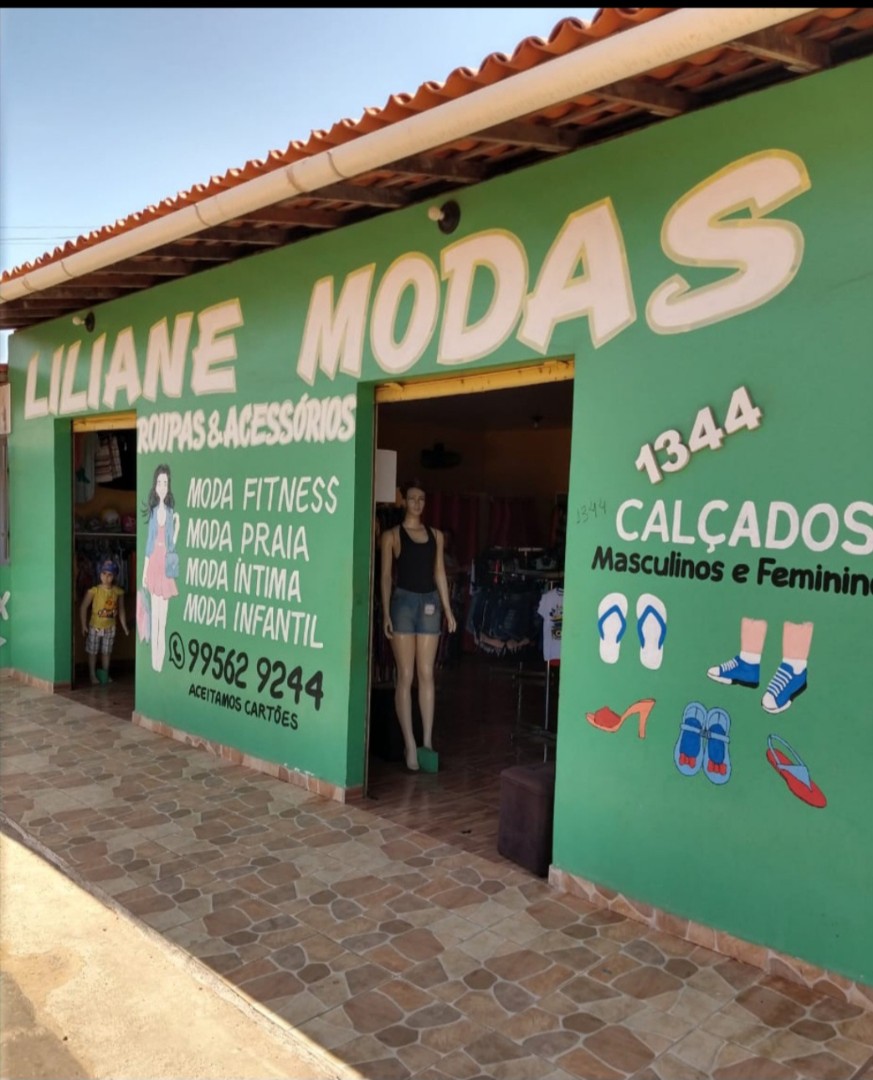 LILIANE MODAS
ROUPAS & ACESSÓRIOS
MODA FITNESS
MODA PRAIA
MODA ÍNTIMA
MODA INFANTIL
99562 9244
ACEITAMOS CARTÕES
1344
1344
CALÇADOS
Masculinos e Feminin